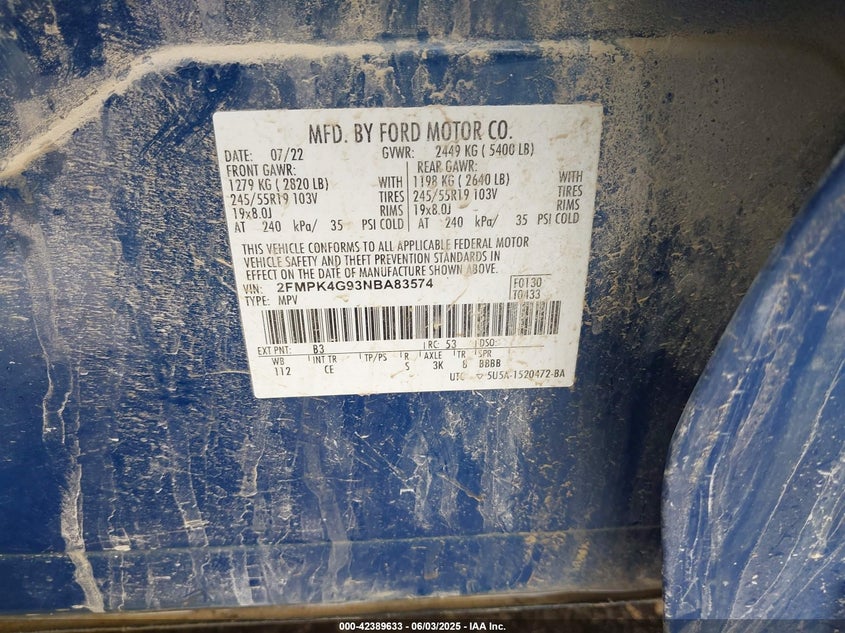 MFD. BY FORD MOTOR CO.
DATE: 07/22 GVWR: 2449 KG ( 5400 LB)
FRONT GAWR: REAR GAWR:
1279 KG ( 2820 LB) WITH 1198 KG ( 2640 LB) WITH
245/55R19 103V TIRES 245/55R19 103V TIRES
19x8.0J RIMS 19x8.0J RIMS
AT 240 kPa/ 35 PSI COLD AT 240 kPa/ 35 PSI COLD
THIS VEHICLE CONFORMS TO ALL APPLICABLE FEDERAL MOTOR
VEHICLE SAFETY AND THEFT PREVENTION STANDARDS IN
EFFECT ON THE DATE OF MANUFACTURE SHOWN ABOVE.
VIN: 2FMPK4G93NBA83574 F0130
TYPE: MPV T0433
EXT PNT: B3 RC: 53 DSO:
WB INT TR TP/PS R AXLE TR SPR
112 CE S 3K 8 BBBB
UTC ▽ 5U5A-1520472-BA
000-42389633 - 06/03/2025 - IAA Inc.